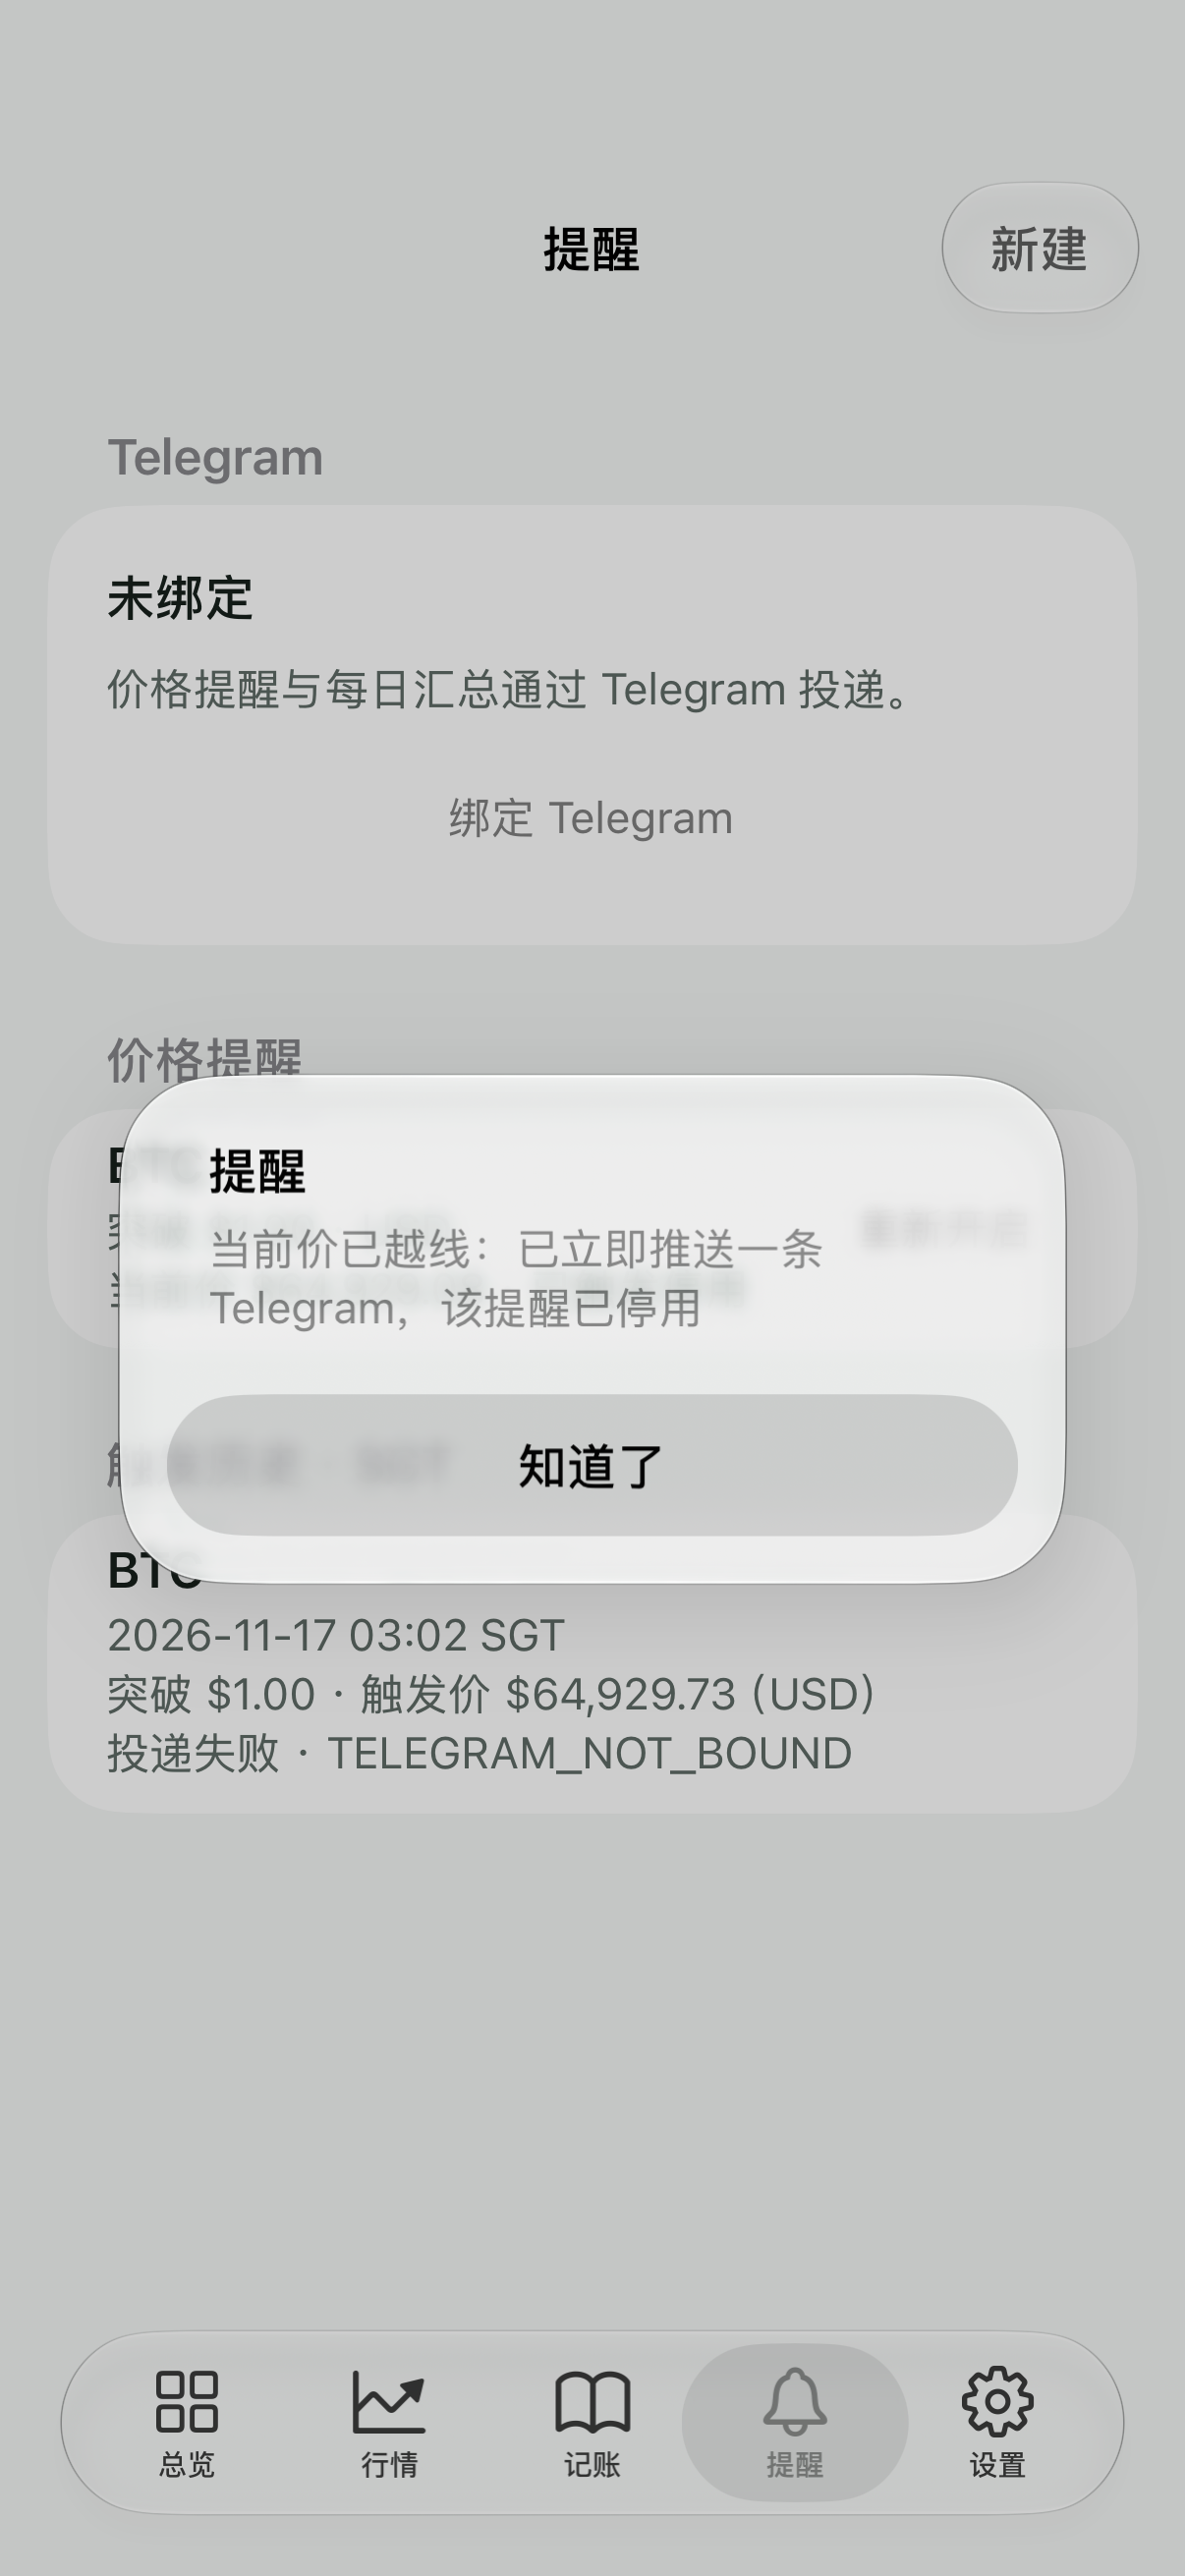 提醒
新建
Telegram
未绑定
价格提醒与每日汇总通过 Telegram 投递。
绑定 Telegram
价格提醒
提醒
当前价已越线：已立即推送一条
Telegram，该提醒已停用
知道了
BTC
2026-11-17 03:02 SGT
突破 $1.00 · 触发价 $64,929.73 (USD)
投递失败 · TELEGRAM_NOT_BOUND
总览
行情
记账
提醒
设置